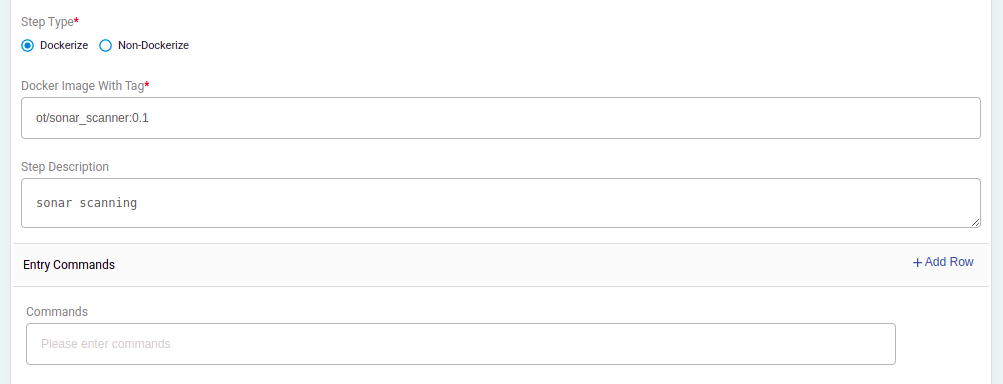 Step Type*
Dockerize Non-Dockerize
Docker Image With Tag*
ot/sonar_scanner:0.1
Step Description
sonar scanning
Entry Commands + Add Row
Commands
Please enter commands